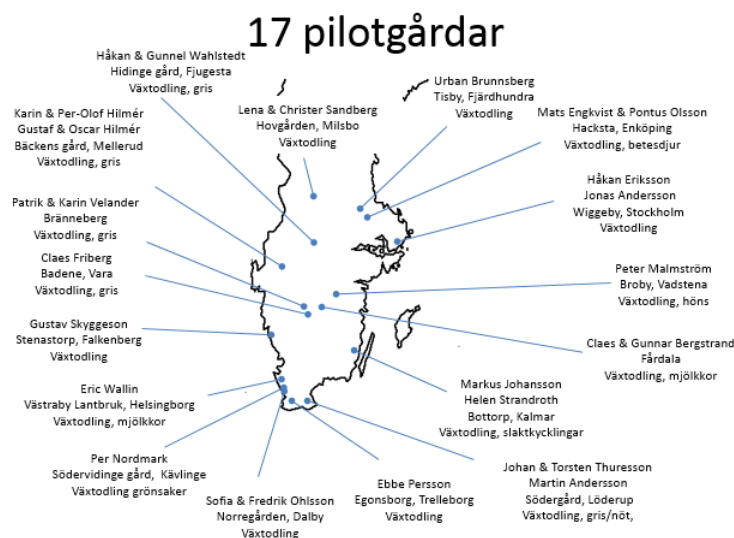 17 pilotgårdar
Håkan & Gunnel Wahlstedt
Hidinge gård, Fjugesta
Växtodling, gris
Karin & Per-Olof Hilmér
Gustaf & Oscar Hilmér
Bäckens gård, Mellerud
Växtodling, gris
Patrik & Karin Velander
Bränneberg
Växtodling, gris
Claes Friberg
Badene, Vara
Växtodling, gris
Gustav Skyggeson
Stenastorp, Falkenberg
Växtodling
Eric Wallin
Västraby Lantbruk, Helsingborg
Växtodling, mjölkkor
Per Nordmark
Södervidinge gård, Kävlinge
Växtodling grönsaker
Sofia & Fredrik Ohlsson
Norregården, Dalby
Växtodling
Lena & Christer Sandberg
Hovgården, Milsbo
Växtodling
Urban Brunnsberg
Tisby, Fjärdhundra
Växtodling
Mats Engkvist & Pontus Olsson
Hacksta, Enköping
Växtodling, betesdjur
Håkan Eriksson
Jonas Andersson
Wiggeby, Stockholm
Växtodling
Peter Malmström
Broby, Vadstena
Växtodling, höns
Claes & Gunnar Bergstrand
Fårdala
Växtodling, mjölkkor
Markus Johansson
Helen Strandroth
Bottorp, Kalmar
Växtodling, slaktkycklingar
Johan & Torsten Thuresson
Martin Andersson
Södergård, Löderup
Växtodling, gris/nöt,
Ebbe Persson
Egonsborg, Trelleborg
Växtodling